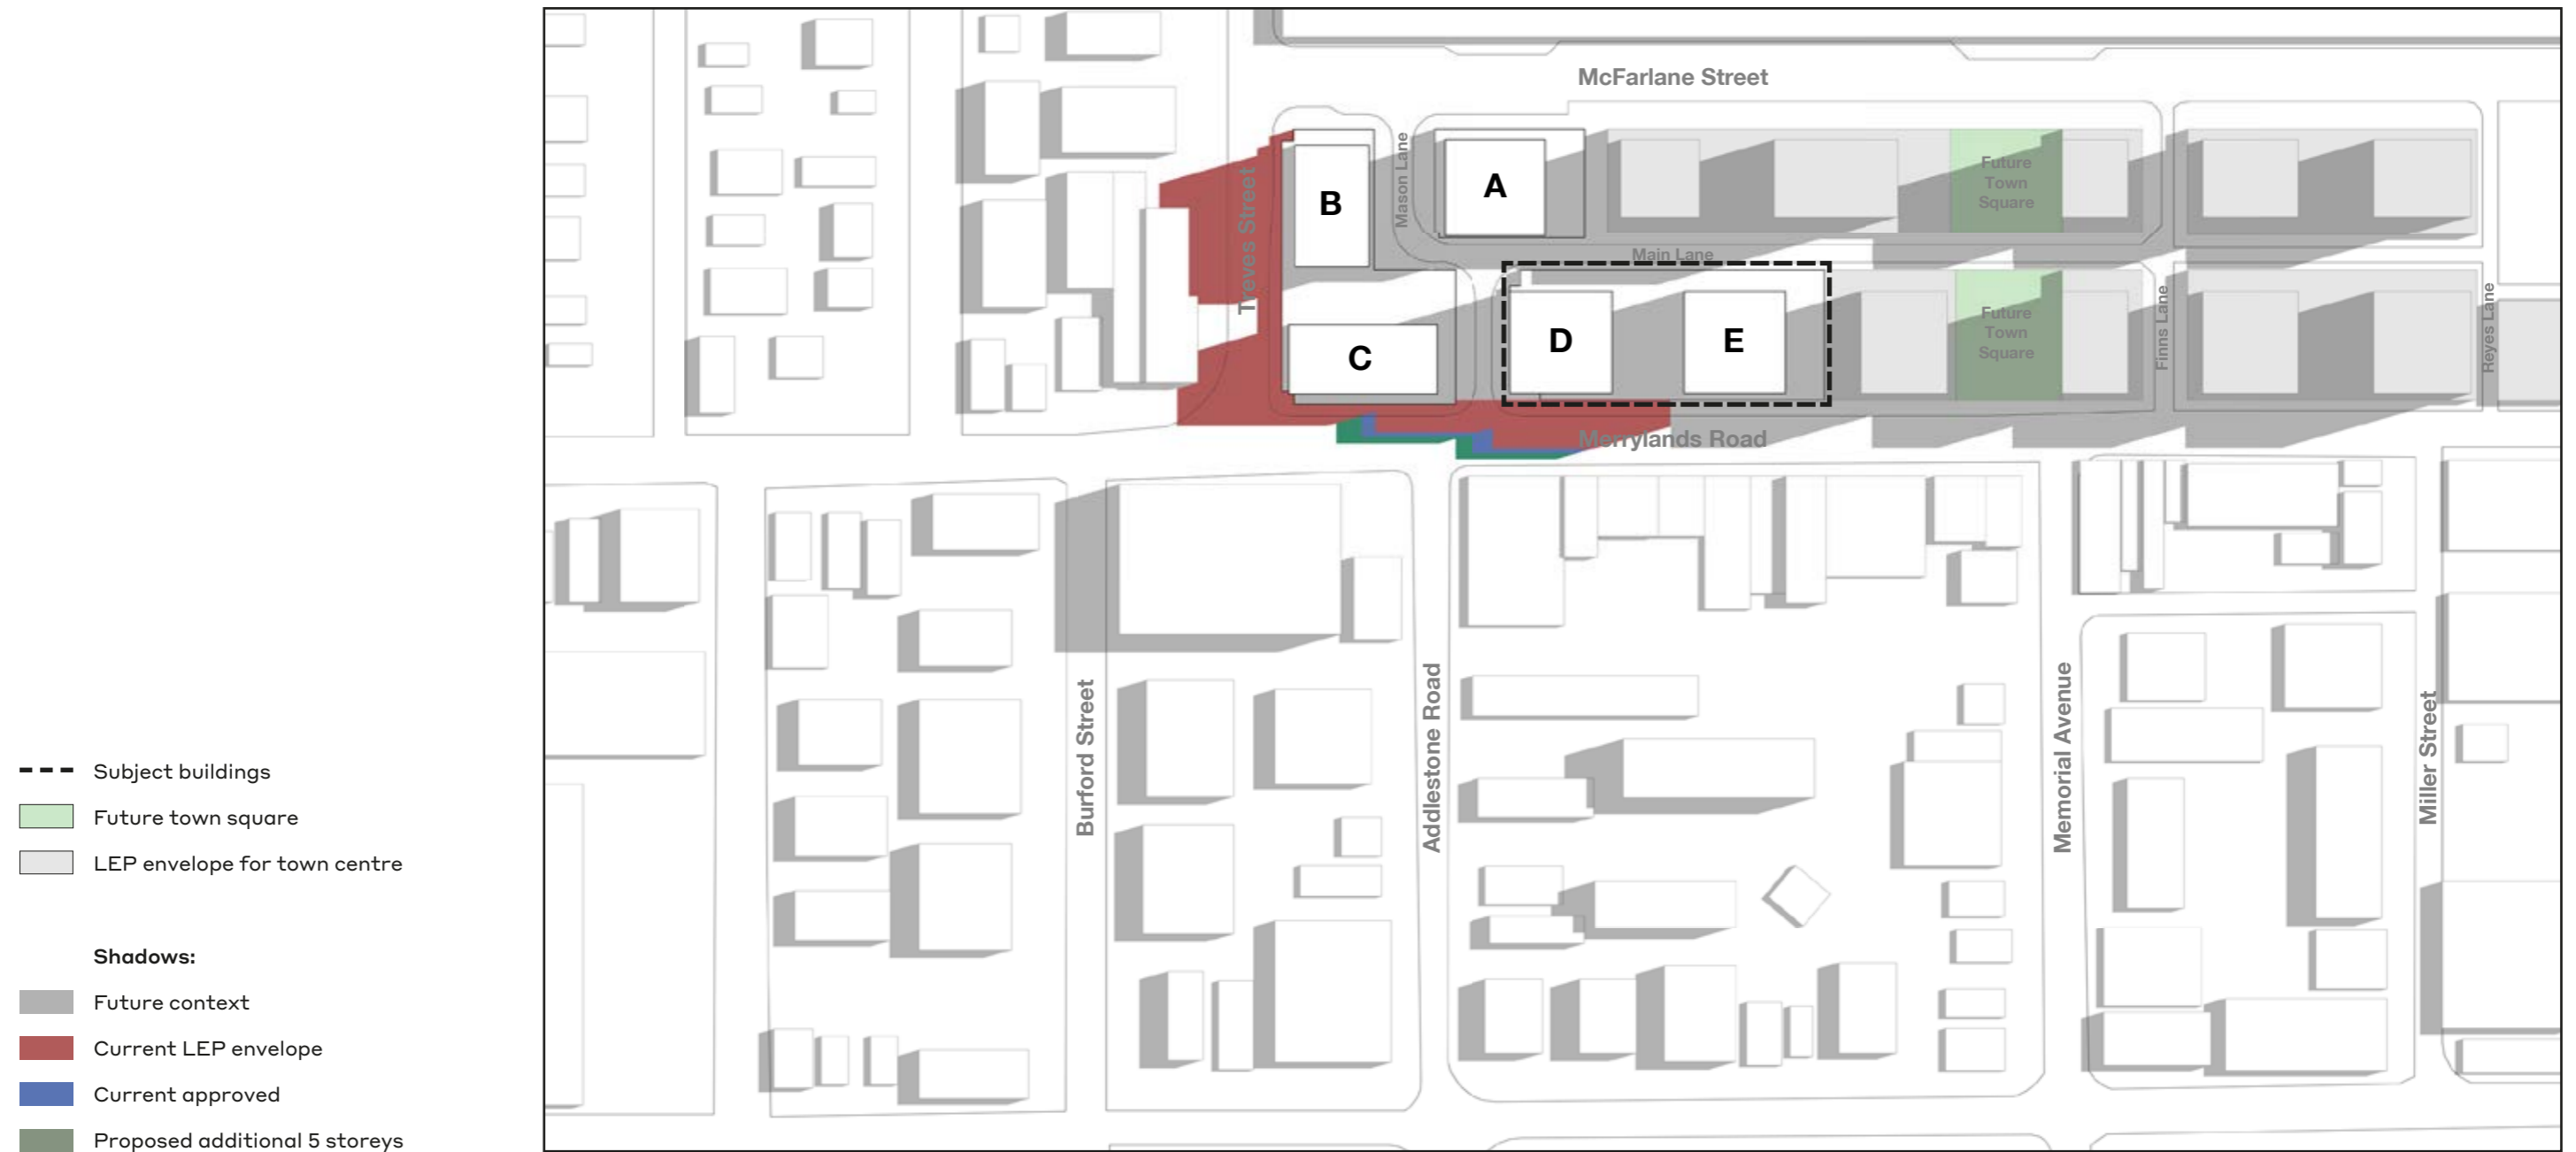 McFarlane Street
Mason Lane
A
B
Treves Street
Future
Town
Square
Main Lane
C
D
E
Future
Town
Square
Finns Lane
Reyes Lane
Merrylands Road
Burford Street
Addlestone Road
Memorial Avenue
Miller Street
Subject buildings
Future town square
LEP envelope for town centre
Shadows:
Future context
Current LEP envelope
Current approved
Proposed additional 5 storeys